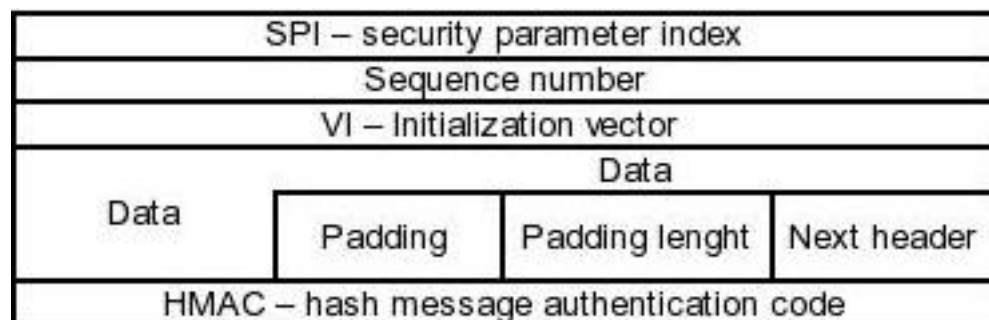 SPI – security parameter index
Sequence number
VI – Initialization vector
Data
Data
Padding
Padding lenght
Next header
HMAC – hash message authentication code